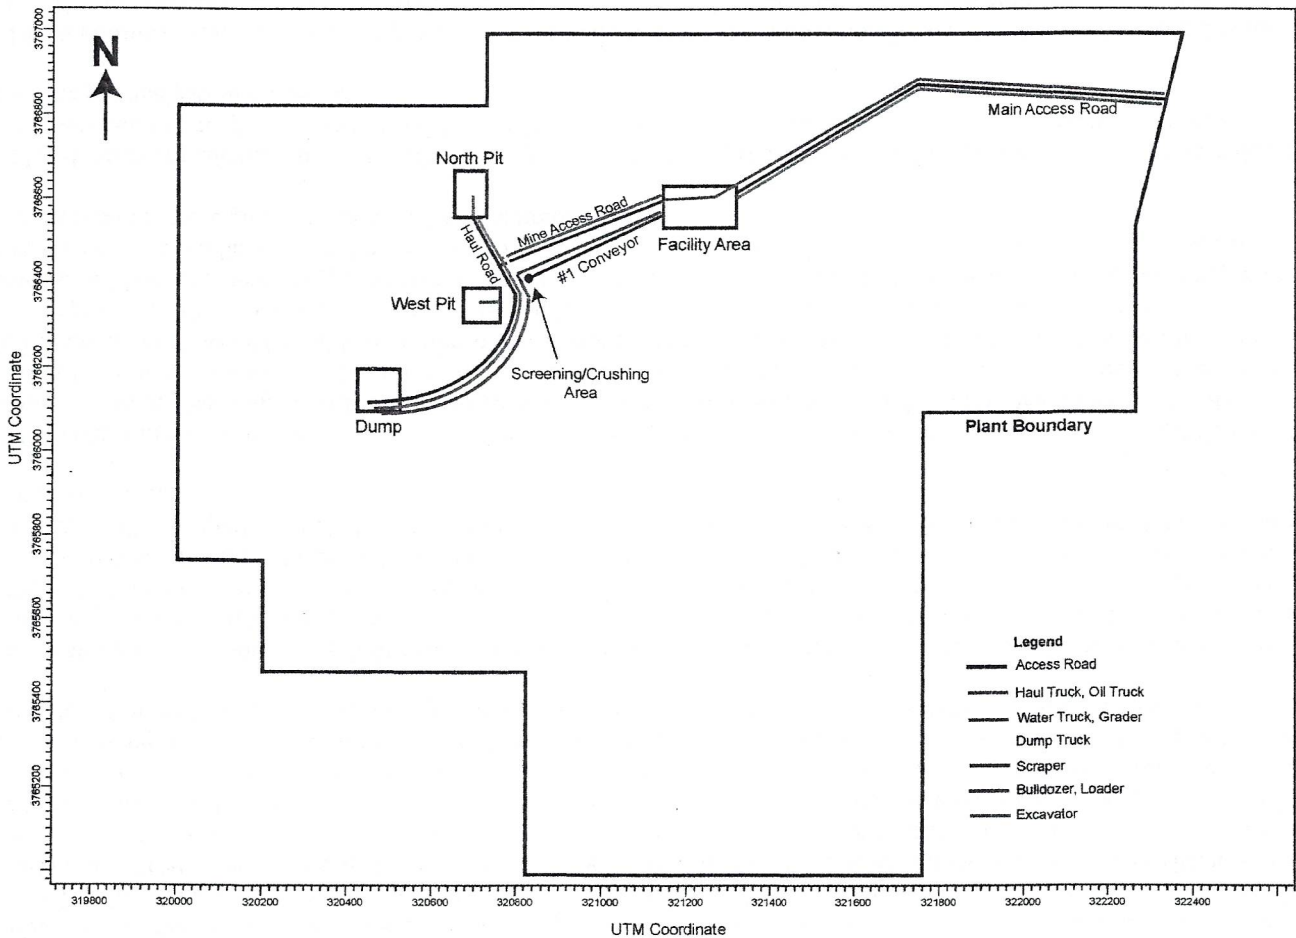 N
North Pit
Main Access Road
Mine Access Road
Haul Road
Facility Area
#1 Conveyor
West Pit
Screening/Crushing
Area
Dump
Plant Boundary
Legend
Access Road
Haul Truck, Oil Truck
Water Truck, Grader
Dump Truck
Scraper
Bulldozer, Loader
Excavator
UTM Coordinate
3767000
3766800
3766600
3766400
3766200
3766000
3765800
3765600
3765400
3765200
319800 320000 320200 320400 320600 320800 321000 321200 321400 321600 321800 322000 322200 322400
UTM Coordinate